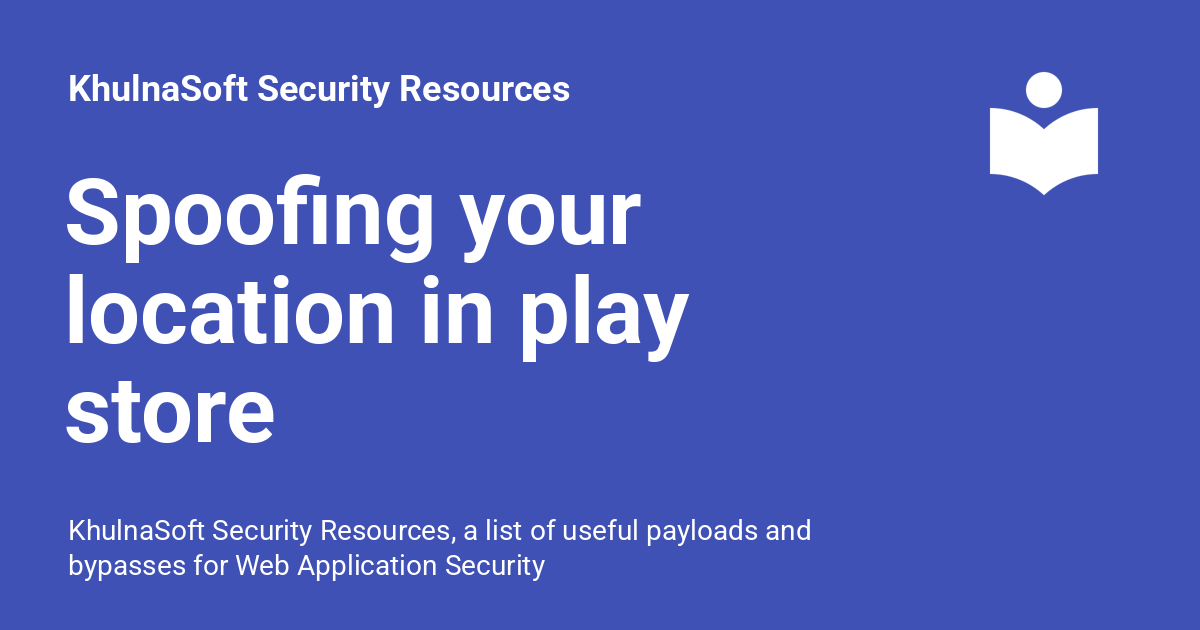 KhulnaSoft Security Resources
Spoofing your
location in play
store
KhulnaSoft Security Resources, a list of useful payloads and
bypasses for Web Application Security